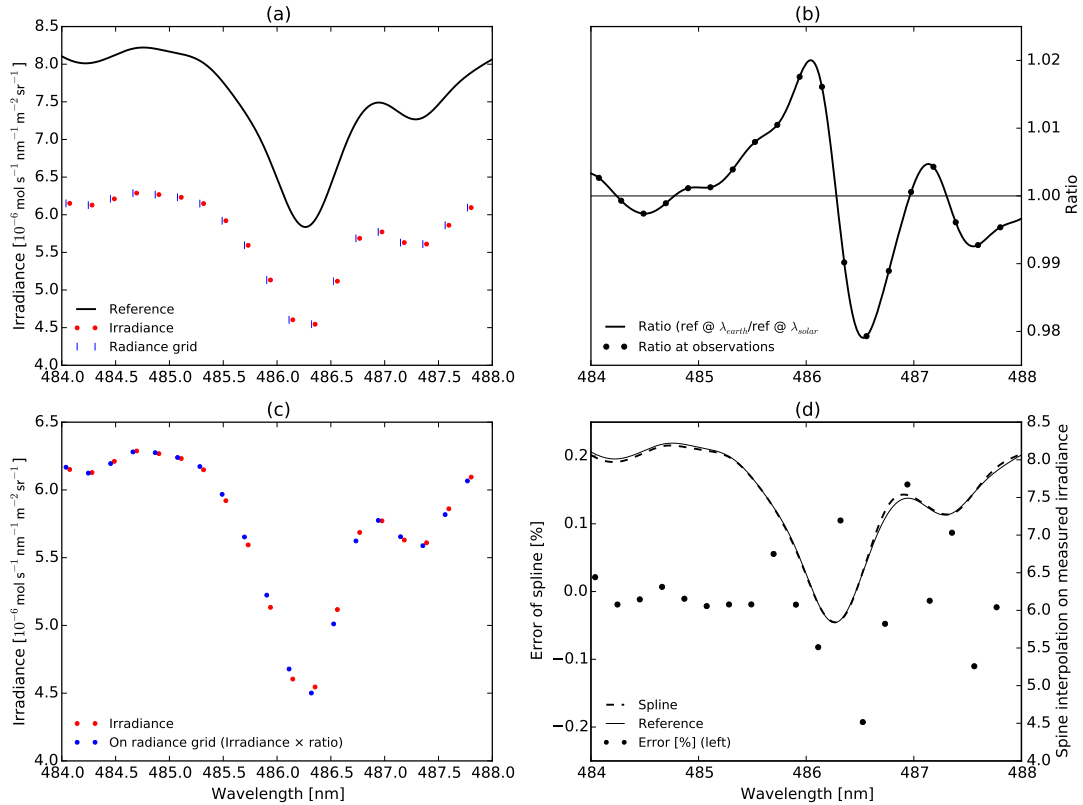 (a)
8.5
8.0
7.5
7.0
6.5
6.0
5.5
5.0
4.5
4.0
Irradiance [10⁻⁶ mol s⁻¹ nm⁻¹ m⁻² sr⁻¹]
Reference
Irradiance
Radiance grid
484.0 484.5 485.0 485.5 486.0 486.5 487.0 487.5 488.0
(b)
1.02
1.01
1.00
0.99
0.98
Ratio
Ratio (ref @ λearth/ref @ λsolar
Ratio at observations
484 485 486 487 488
(c)
6.5
6.0
5.5
5.0
4.5
4.0
Irradiance [10⁻⁶ mol s⁻¹ nm⁻¹ m⁻² sr⁻¹]
Irradiance
On radiance grid (Irradiance × ratio)
484.0 484.5 485.0 485.5 486.0 486.5 487.0 487.5 488.0
Wavelength [nm]
(d)
0.2
0.1
0.0
−0.1
−0.2
Error of spline [%]
8.5
8.0
7.5
7.0
6.5
6.0
5.5
5.0
4.5
4.0
Spine interpolation on measured irradiance
Spline
Reference
Error [%] (left)
484 485 486 487 488
Wavelength [nm]